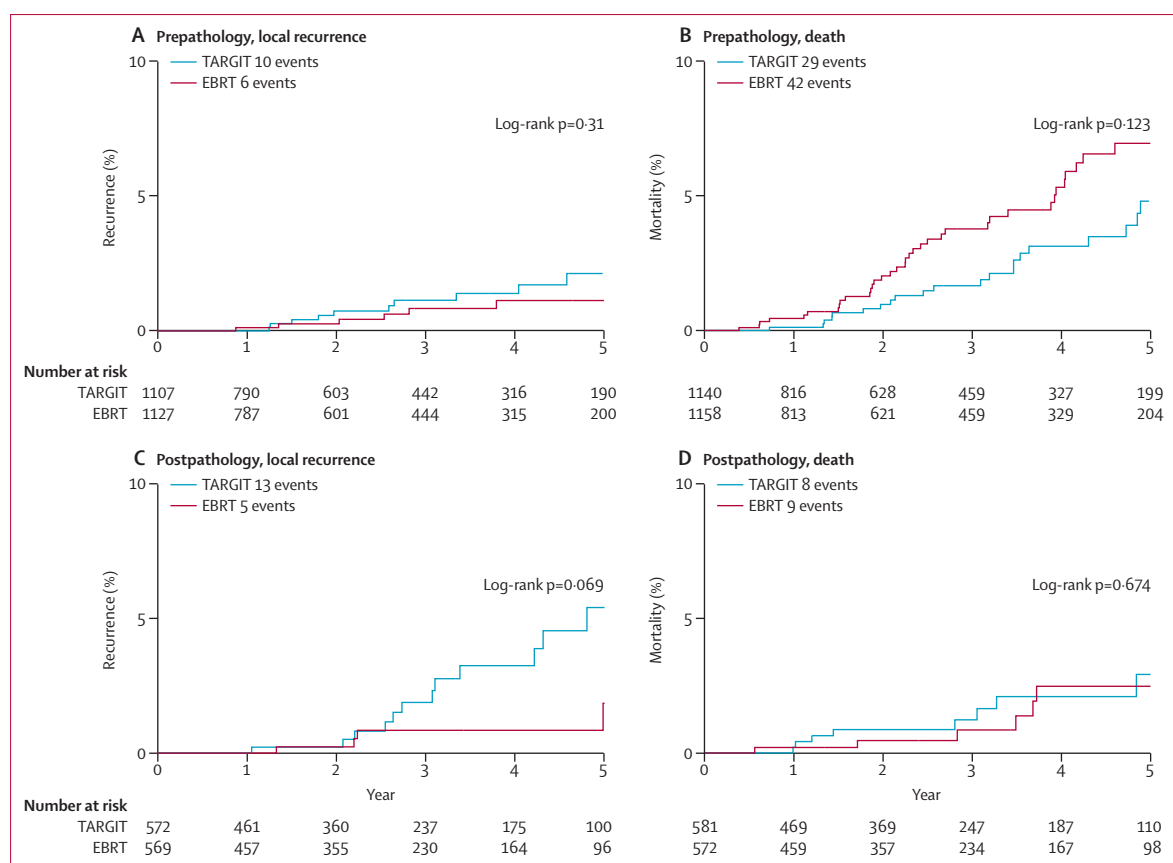 A Prepathology, local recurrence
TARGIT 10 events
EBRT 6 events
Log-rank p=0·31
Recurrence (%)
10
5
0
0 1 2 3 4 5
Number at risk
TARGIT 1107 790 603 442 316 190
EBRT 1127 787 601 444 315 200
B Prepathology, death
TARGIT 29 events
EBRT 42 events
Log-rank p=0·123
Mortality (%)
10
5
0
0 1 2 3 4 5
1140 816 628 459 327 199
1158 813 621 459 329 204
C Postpathology, local recurrence
TARGIT 13 events
EBRT 5 events
Log-rank p=0·069
Recurrence (%)
10
5
0
0 1 2 3 4 5
Year
Number at risk
TARGIT 572 461 360 237 175 100
EBRT 569 457 355 230 164 96
D Postpathology, death
TARGIT 8 events
EBRT 9 events
Log-rank p=0·674
Mortality (%)
10
5
0
0 1 2 3 4 5
Year
581 469 369 247 187 110
572 459 357 234 167 98